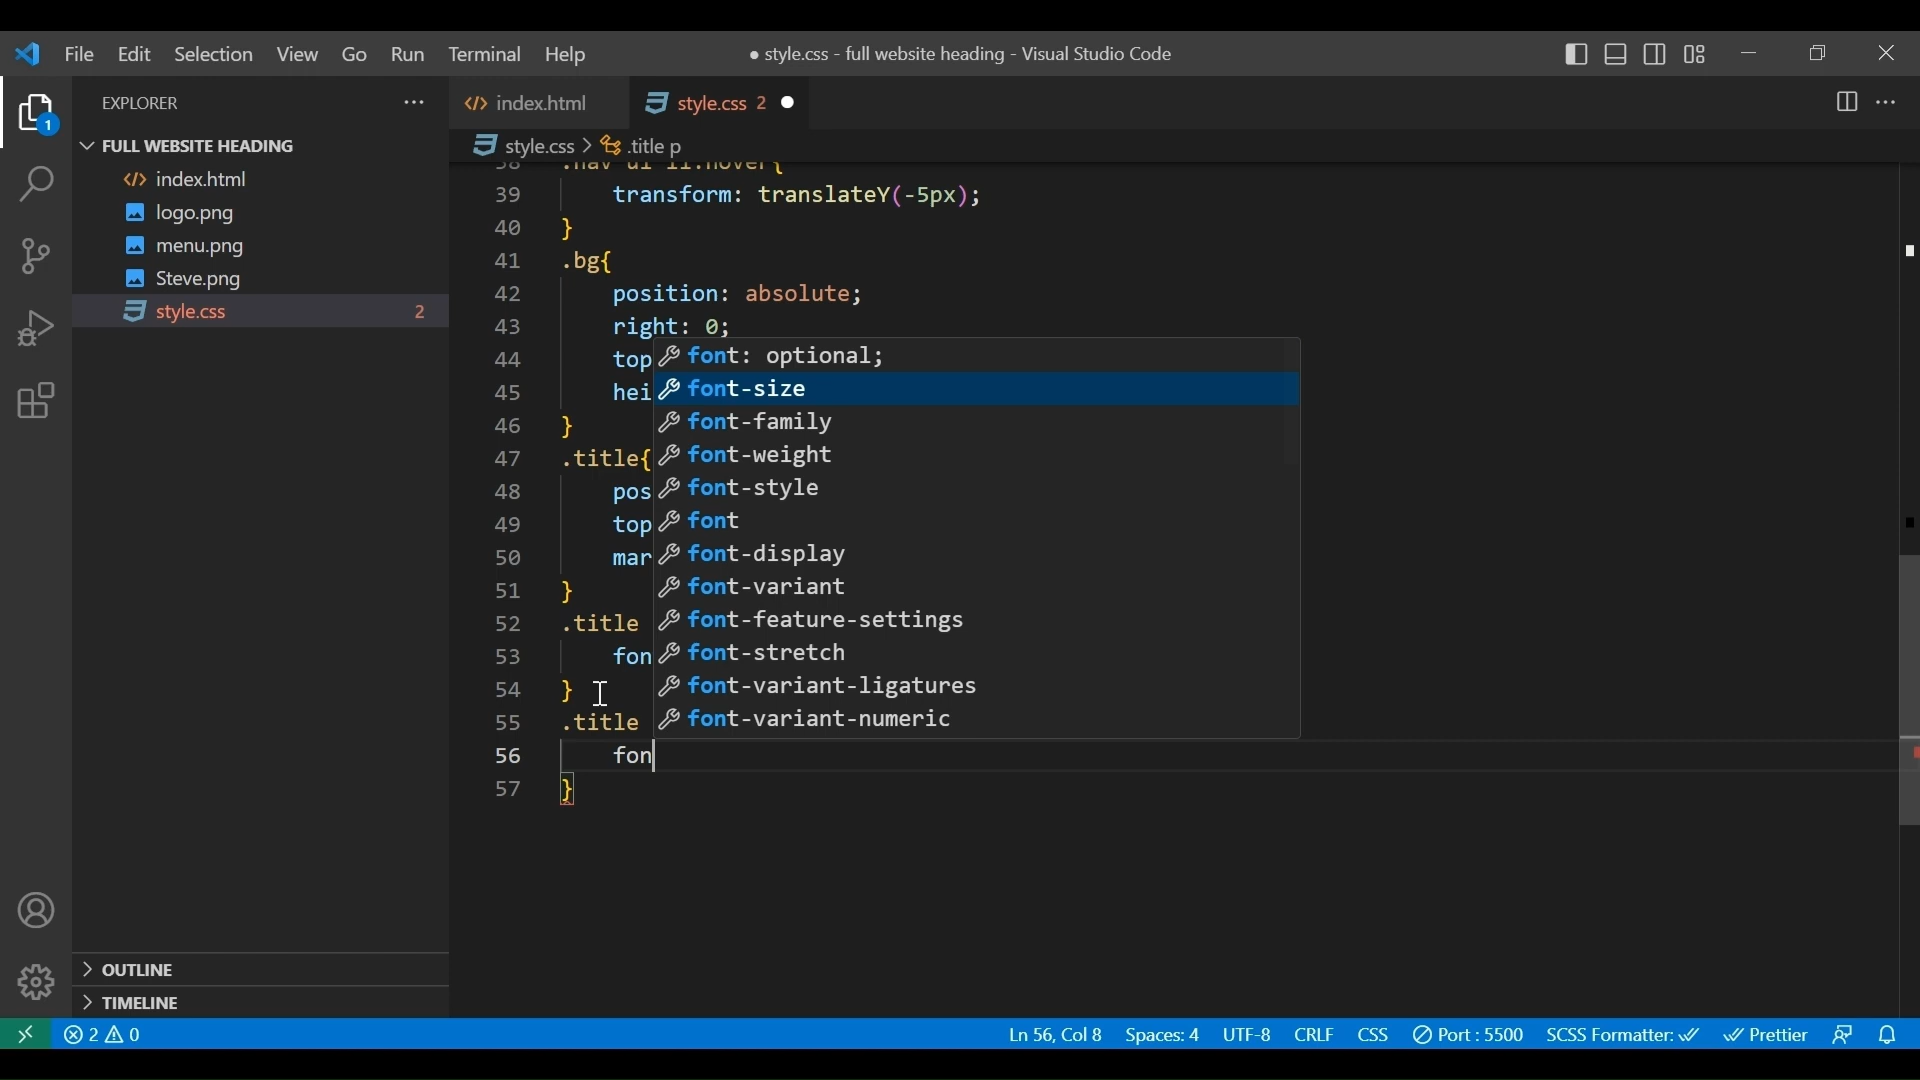 File Edit Selection View Go Run Terminal Help
● style.css - full website heading - Visual Studio Code
EXPLORER
index.html
style.css 2
style.css > .title p
FULL WEBSITE HEADING
index.html
logo.png
menu.png
Steve.png
style.css 2
1
38 .nav ul li:hover{
39 transform: translateY(-5px);
40 }
41 .bg{
42 position: absolute;
43 right: 0;
44 top
45 hei
46 }
47 .title{
48 pos
49 top
50 mar
51 }
52 .title
53 fon
54 }
55 .title
56 fon
57 }
font: optional;
font-size
font-family
font-weight
font-style
font
font-display
font-variant
font-feature-settings
font-stretch
font-variant-ligatures
font-variant-numeric
OUTLINE
TIMELINE
2 0
Ln 56, Col 8 Spaces: 4 UTF-8 CRLF CSS Port : 5500 SCSS Formatter: Prettier